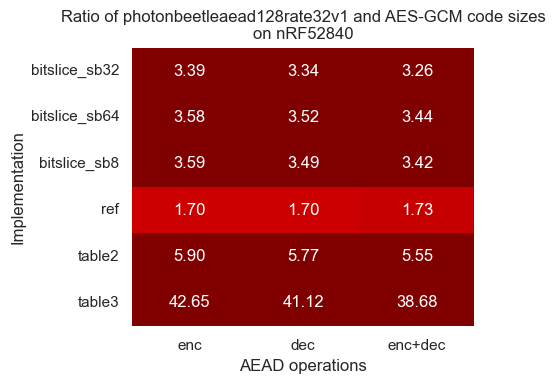 Ratio of photonbeetleaead128rate32v1 and AES-GCM code sizes
on nRF52840
Implementation
bitslice_sb32 3.39 3.34 3.26
bitslice_sb64 3.58 3.52 3.44
bitslice_sb8 3.59 3.49 3.42
ref 1.70 1.70 1.73
table2 5.90 5.77 5.55
table3 42.65 41.12 38.68
enc dec enc+dec
AEAD operations